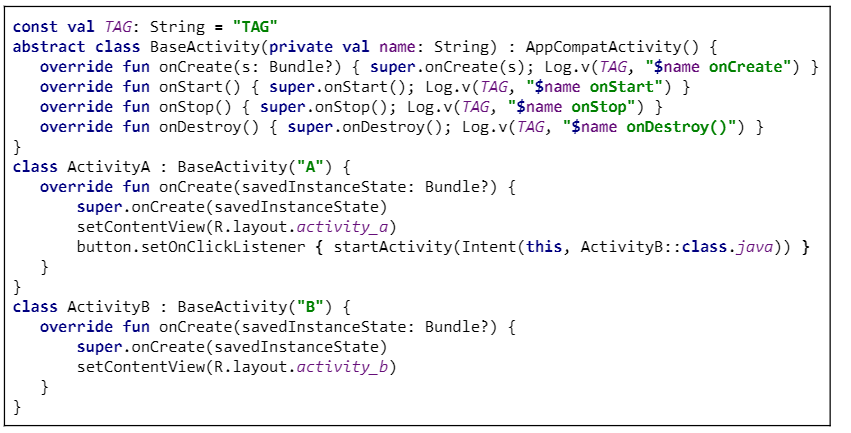 const val TAG: String = "TAG"
abstract class BaseActivity(private val name: String) : AppCompatActivity() {
   override fun onCreate(s: Bundle?) { super.onCreate(s); Log.v(TAG, "$name onCreate") }
   override fun onStart() { super.onStart(); Log.v(TAG, "$name onStart") }
   override fun onStop() { super.onStop(); Log.v(TAG, "$name onStop") }
   override fun onDestroy() { super.onDestroy(); Log.v(TAG, "$name onDestroy()") }
}
class ActivityA : BaseActivity("A") {
   override fun onCreate(savedInstanceState: Bundle?) {
       super.onCreate(savedInstanceState)
       setContentView(R.layout.activity_a)
       button.setOnClickListener { startActivity(Intent(this, ActivityB::class.java)) }
   }
}
class ActivityB : BaseActivity("B") {
   override fun onCreate(savedInstanceState: Bundle?) {
       super.onCreate(savedInstanceState)
       setContentView(R.layout.activity_b)
   }
}